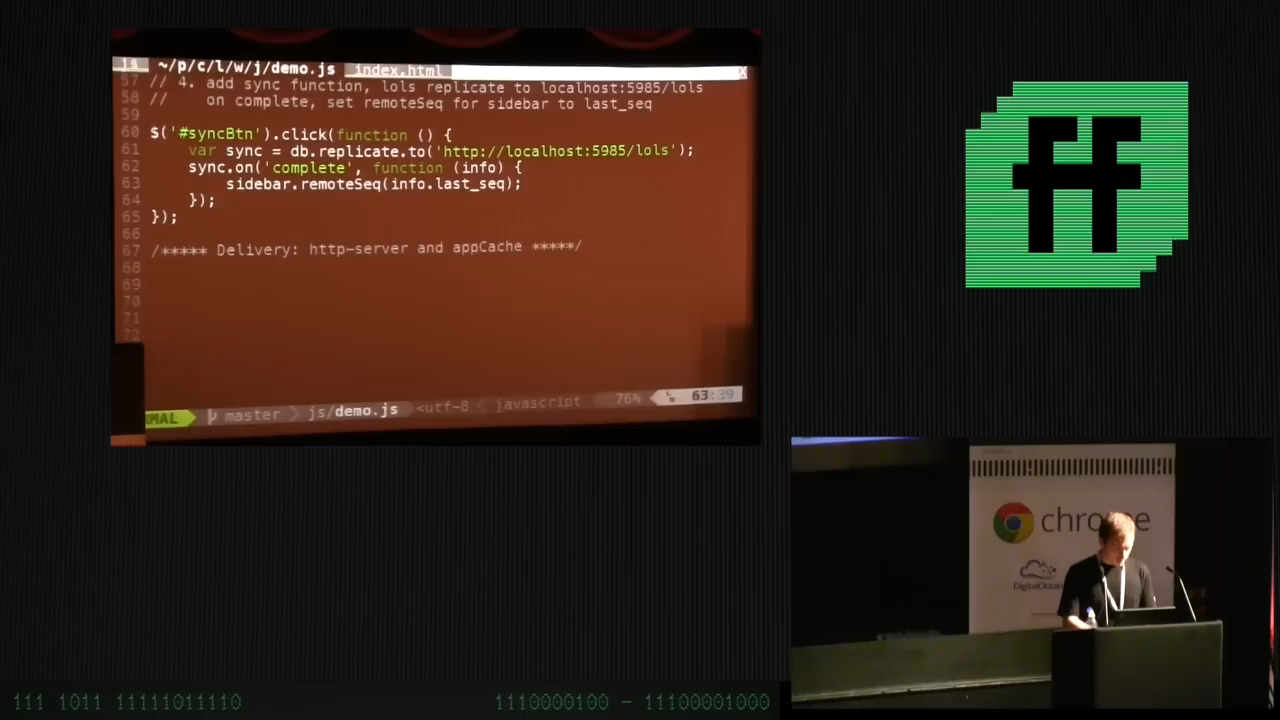 js ~/p/c/l/w/j/demo.js index.html X
57 // 4. add sync function, lols replicate to localhost:5985/lols
58 // on complete, set remoteSeq for sidebar to last_seq
59
60 $('#syncBtn').click(function () {
61 var sync = db.replicate.to('http://localhost:5985/lols');
62 sync.on('complete', function (info) {
63 sidebar.remoteSeq(info.last_seq);
64 });
65 });
66
67 /***** Delivery: http-server and appCache *****/
68
69
70
71
72
MAL master js/demo.js <utf-8 < javascript 76% 63:39
ff
chrome
DigitalOcean
111 1011 11111011110
1110000100 - 11100001000